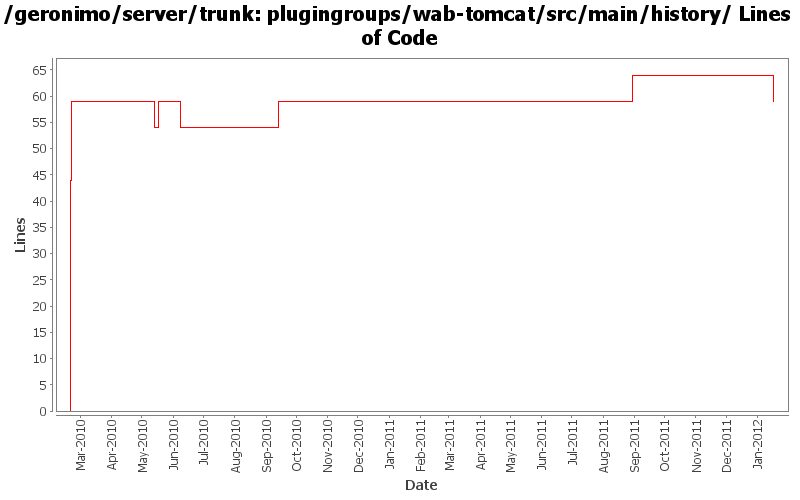 /geronimo/server/trunk: plugingroups/wab-tomcat/src/main/history/ Lines
of Code
65
60
55
50
45
40
35
30
25
20
15
10
5
0
Lines
Mar-2010
Apr-2010
May-2010
Jun-2010
Jul-2010
Aug-2010
Sep-2010
Oct-2010
Nov-2010
Dec-2010
Jan-2011
Feb-2011
Mar-2011
Apr-2011
May-2011
Jun-2011
Jul-2011
Aug-2011
Sep-2011
Oct-2011
Nov-2011
Dec-2011
Jan-2012
Date